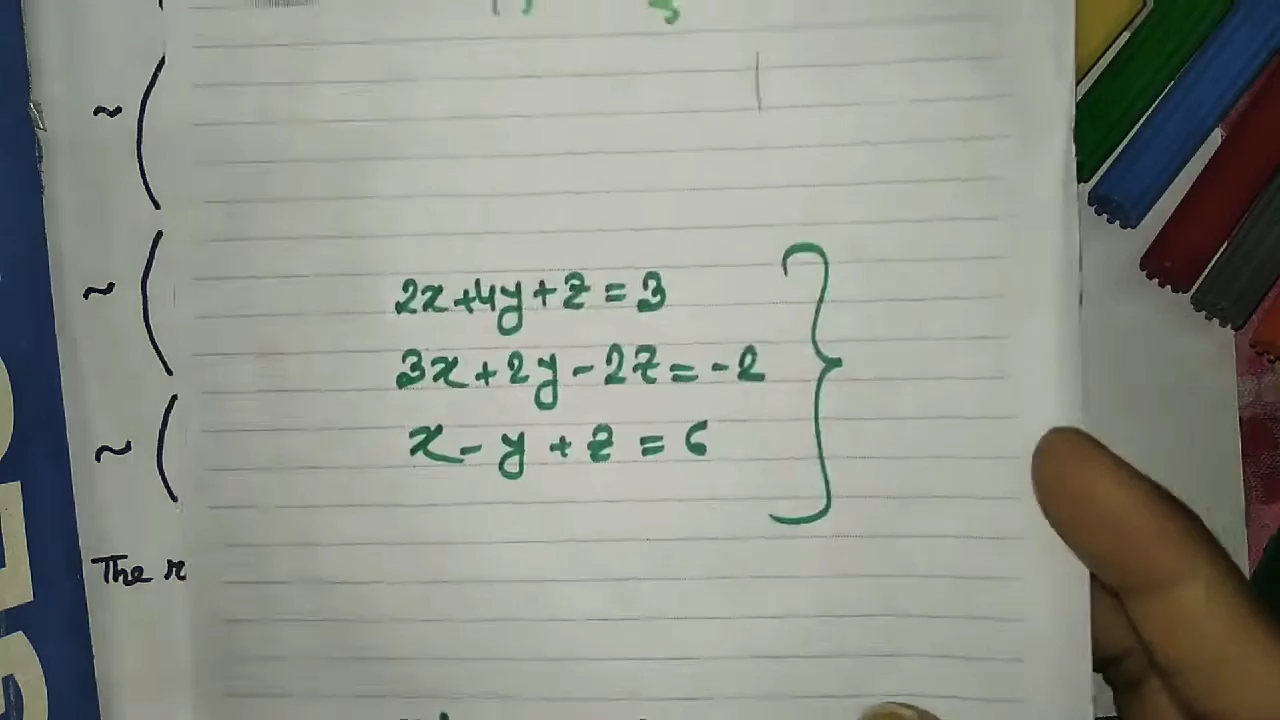 ~ (
~ (
~ (
2x+4y+z=3
3x+2y-2z=-2
x-y+z=6
The r